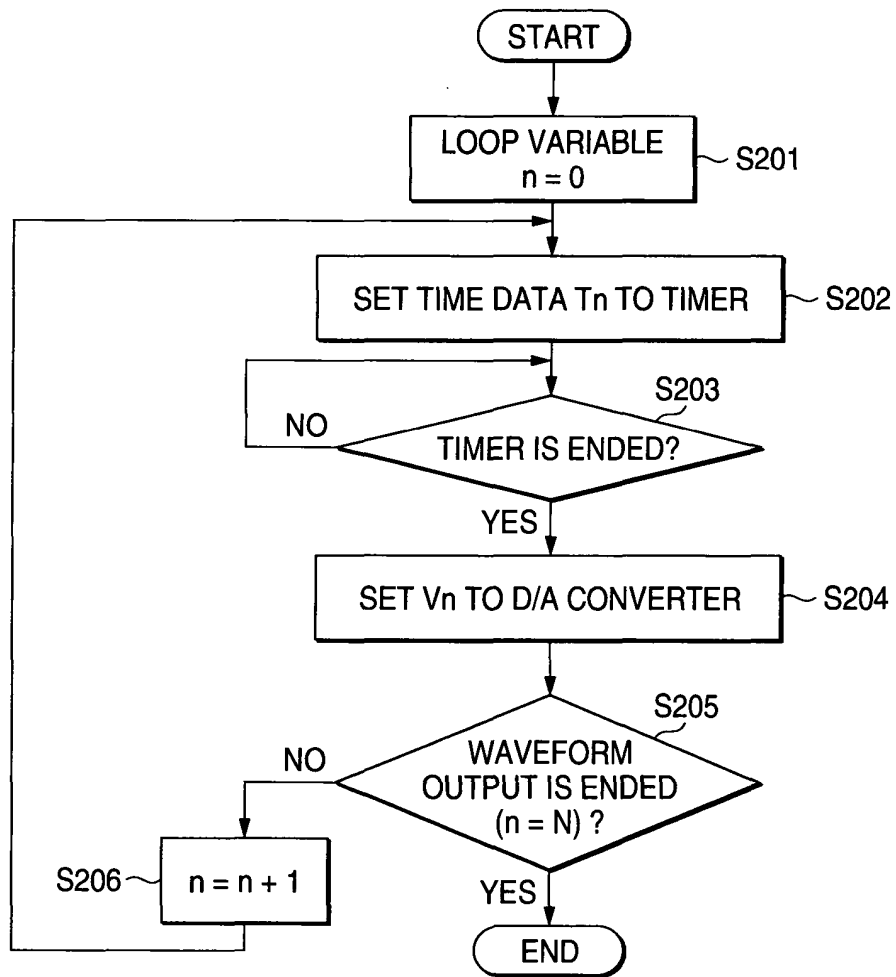 START
LOOP VARIABLE
n = 0
S201
SET TIME DATA Tn TO TIMER
S202
S203
NO
TIMER IS ENDED?
YES
SET Vn TO D/A CONVERTER
S204
S205
NO
WAVEFORM
OUTPUT IS ENDED
(n = N) ?
S206
n = n + 1
YES
END